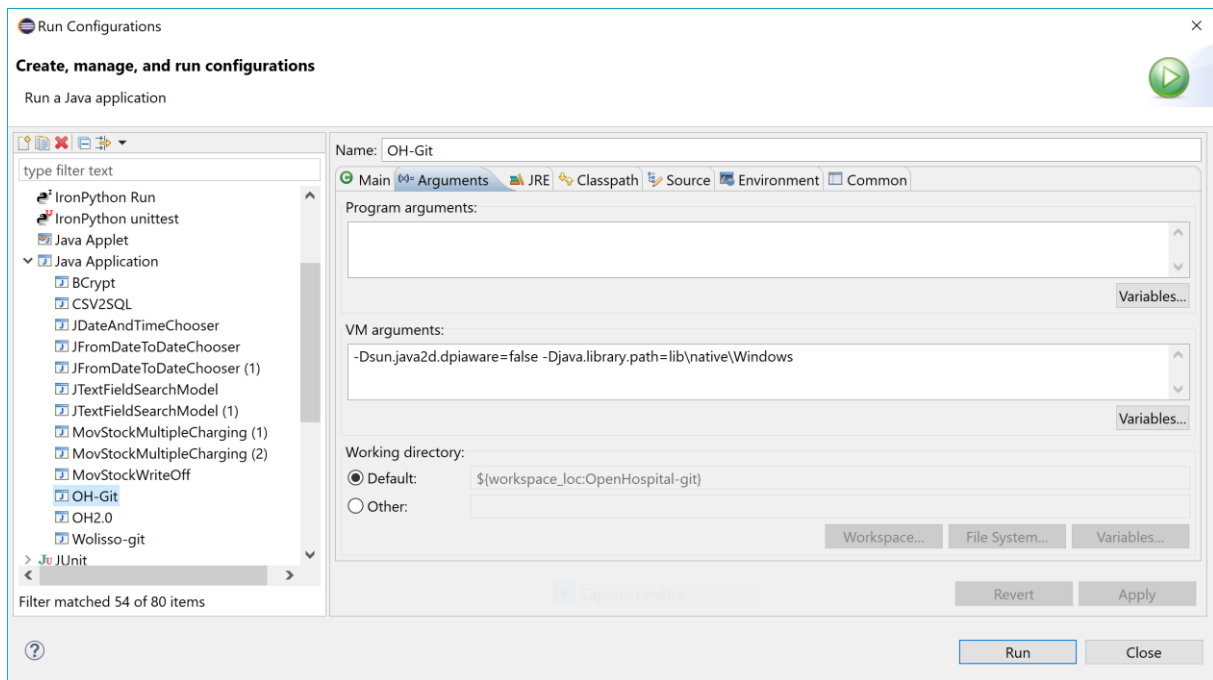 Run Configurations
Create, manage, and run configurations
Run a Java application
type filter text
IronPython Run
IronPython unittest
Java Applet
Java Application
BCrypt
CSV2SQL
JDateAndTimeChooser
JFromDateToDateChooser
JFromDateToDateChooser (1)
JTextFieldSearchModel
JTextFieldSearchModel (1)
MovStockMultipleCharging (1)
MovStockMultipleCharging (2)
MovStockWriteOff
OH-Git
OH2.0
Wolisso-git
Ju JUnit
Filter matched 54 of 80 items
Name: OH-Git
Main (x)= Arguments JRE Classpath Source Environment Common
Program arguments:
Variables...
VM arguments:
-Dsun.java2d.dpiaware=false -Djava.library.path=lib\native\Windows
Variables...
Working directory:
Default: ${workspace_loc:OpenHospital-git}
Other:
Workspace... File System... Variables...
Capture Fenêtre
Revert Apply
Run Close